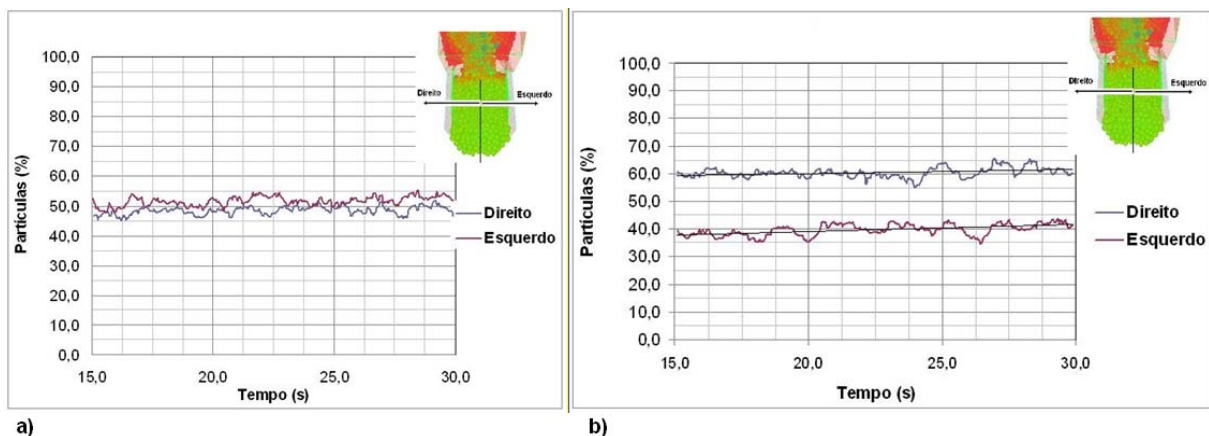 100,0
90,0
80,0
70,0
60,0
50,0
40,0
30,0
20,0
10,0
0,0
Partículas (%)
15,0 20,0 25,0 30,0
Tempo (s)
Direito Esquerdo
Direito
Esquerdo
a)
100,0
90,0
80,0
70,0
60,0
50,0
40,0
30,0
20,0
10,0
0,0
Partículas (%)
15,0 20,0 25,0 30,0
Tempo (s)
Direito Esquerdo
Direito
Esquerdo
b)